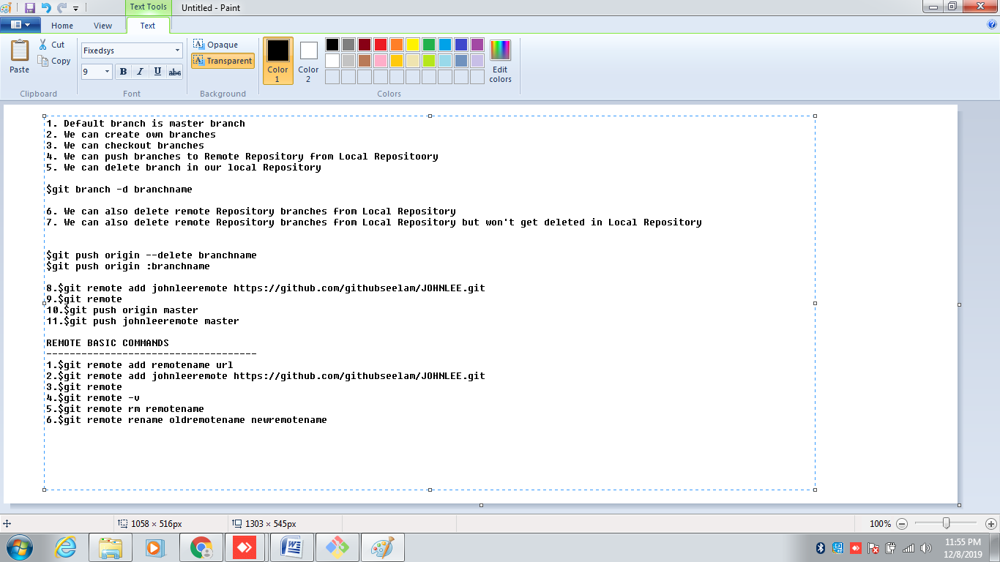 Text Tools
Untitled - Paint
Home View Text
Paste
Cut
Copy
Clipboard
Fixedsys
9
B I U abc
Font
Opaque
Transparent
Background
Color 1
Color 2
Edit colors
Colors
1. Default branch is master branch
2. We can create own branches
3. We can checkout branches
4. We can push branches to Remote Repository from Local Repositoory
5. We can delete branch in our local Repository
$git branch -d branchname
6. We can also delete remote Repository branches from Local Repository
7. We can also delete remote Repository branches from Local Repository but won't get deleted in Local Repository
$git push origin --delete branchname
$git push origin :branchname
8.$git remote add johnleeremote https://github.com/githubseelam/JOHNLEE.git
9.$git remote
10.$git push origin master
11.$git push johnleeremote master
REMOTE BASIC COMMANDS
------------------------------------
1.$git remote add remotename url
2.$git remote add johnleeremote https://github.com/githubseelam/JOHNLEE.git
3.$git remote
4.$git remote -v
5.$git remote rm remotename
6.$git remote rename oldremotename newremotename
1058 × 516px
1303 × 545px
100%
11:55 PM
12/8/2019